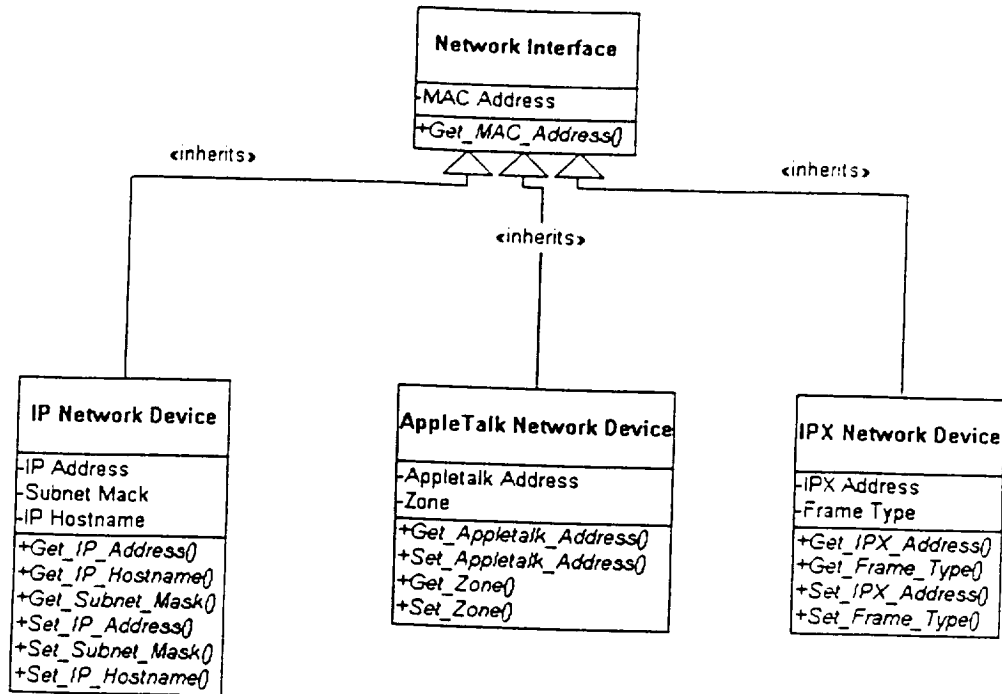 Network Interface
-MAC Address
+Get_MAC_Address()
«inherits»
«inherits»
«inherits»
IP Network Device
-IP Address
-Subnet Mack
-IP Hostname
+Get_IP_Address()
+Get_IP_Hostname()
+Get_Subnet_Mask()
+Set_IP_Address()
+Set_Subnet_Mask()
+Set_IP_Hostname()
AppleTalk Network Device
-Appletalk Address
-Zone
+Get_Appletalk_Address()
+Set_Appletalk_Address()
+Get_Zone()
+Set_Zone()
IPX Network Device
-IPX Address
-Frame Type
+Get_IPX_Address()
+Get_Frame_Type()
+Set_IPX_Address()
+Set_Frame_Type()